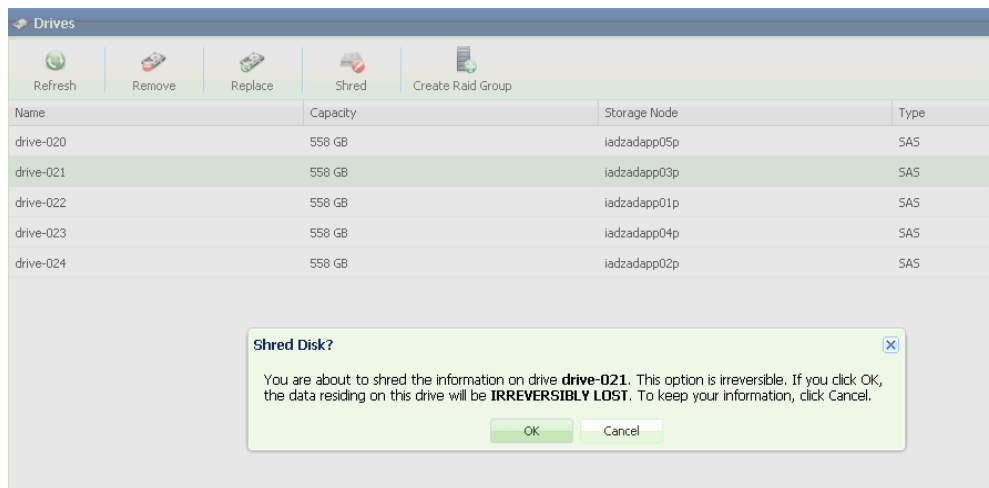 Drives
Refresh Remove Replace Shred Create Raid Group
Name Capacity Storage Node Type
drive-020 558 GB iadzadapp05p SAS
drive-021 558 GB iadzadapp03p SAS
drive-022 558 GB iadzadapp01p SAS
drive-023 558 GB iadzadapp04p SAS
drive-024 558 GB iadzadapp02p SAS
Shred Disk?
You are about to shred the information on drive drive-021. This option is irreversible. If you click OK,
the data residing on this drive will be IRREVERSIBLY LOST. To keep your information, click Cancel.
OK Cancel